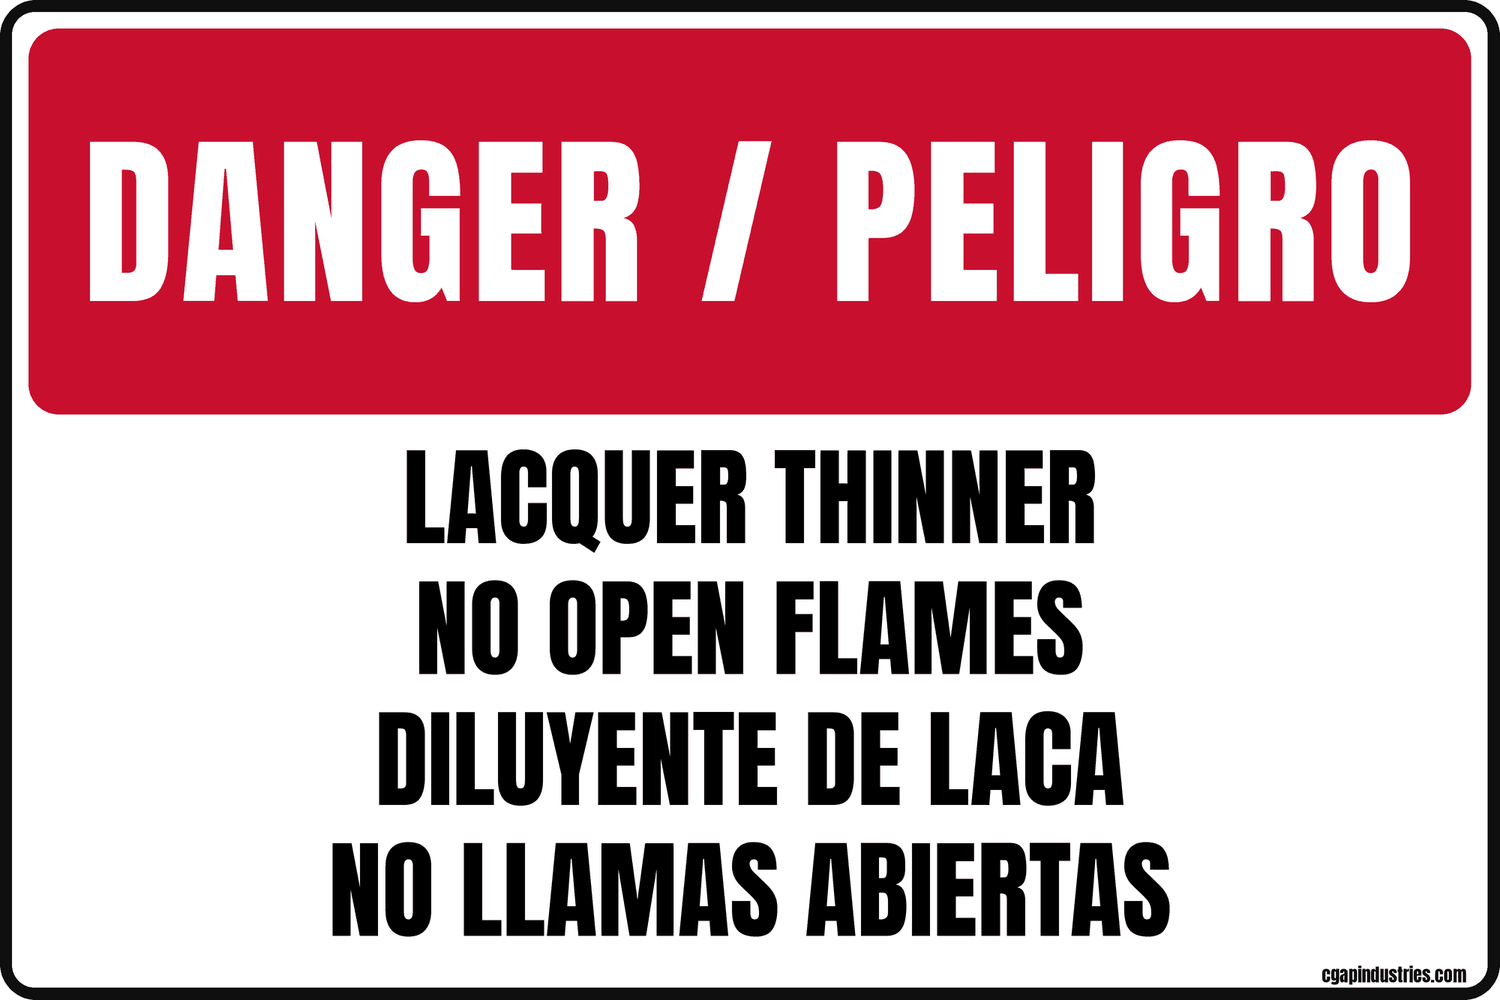 DANGER / PELIGRO
LACQUER THINNER
NO OPEN FLAMES
DILUYENTE DE LACA
NO LLAMAS ABIERTAS
cgapindustries.com